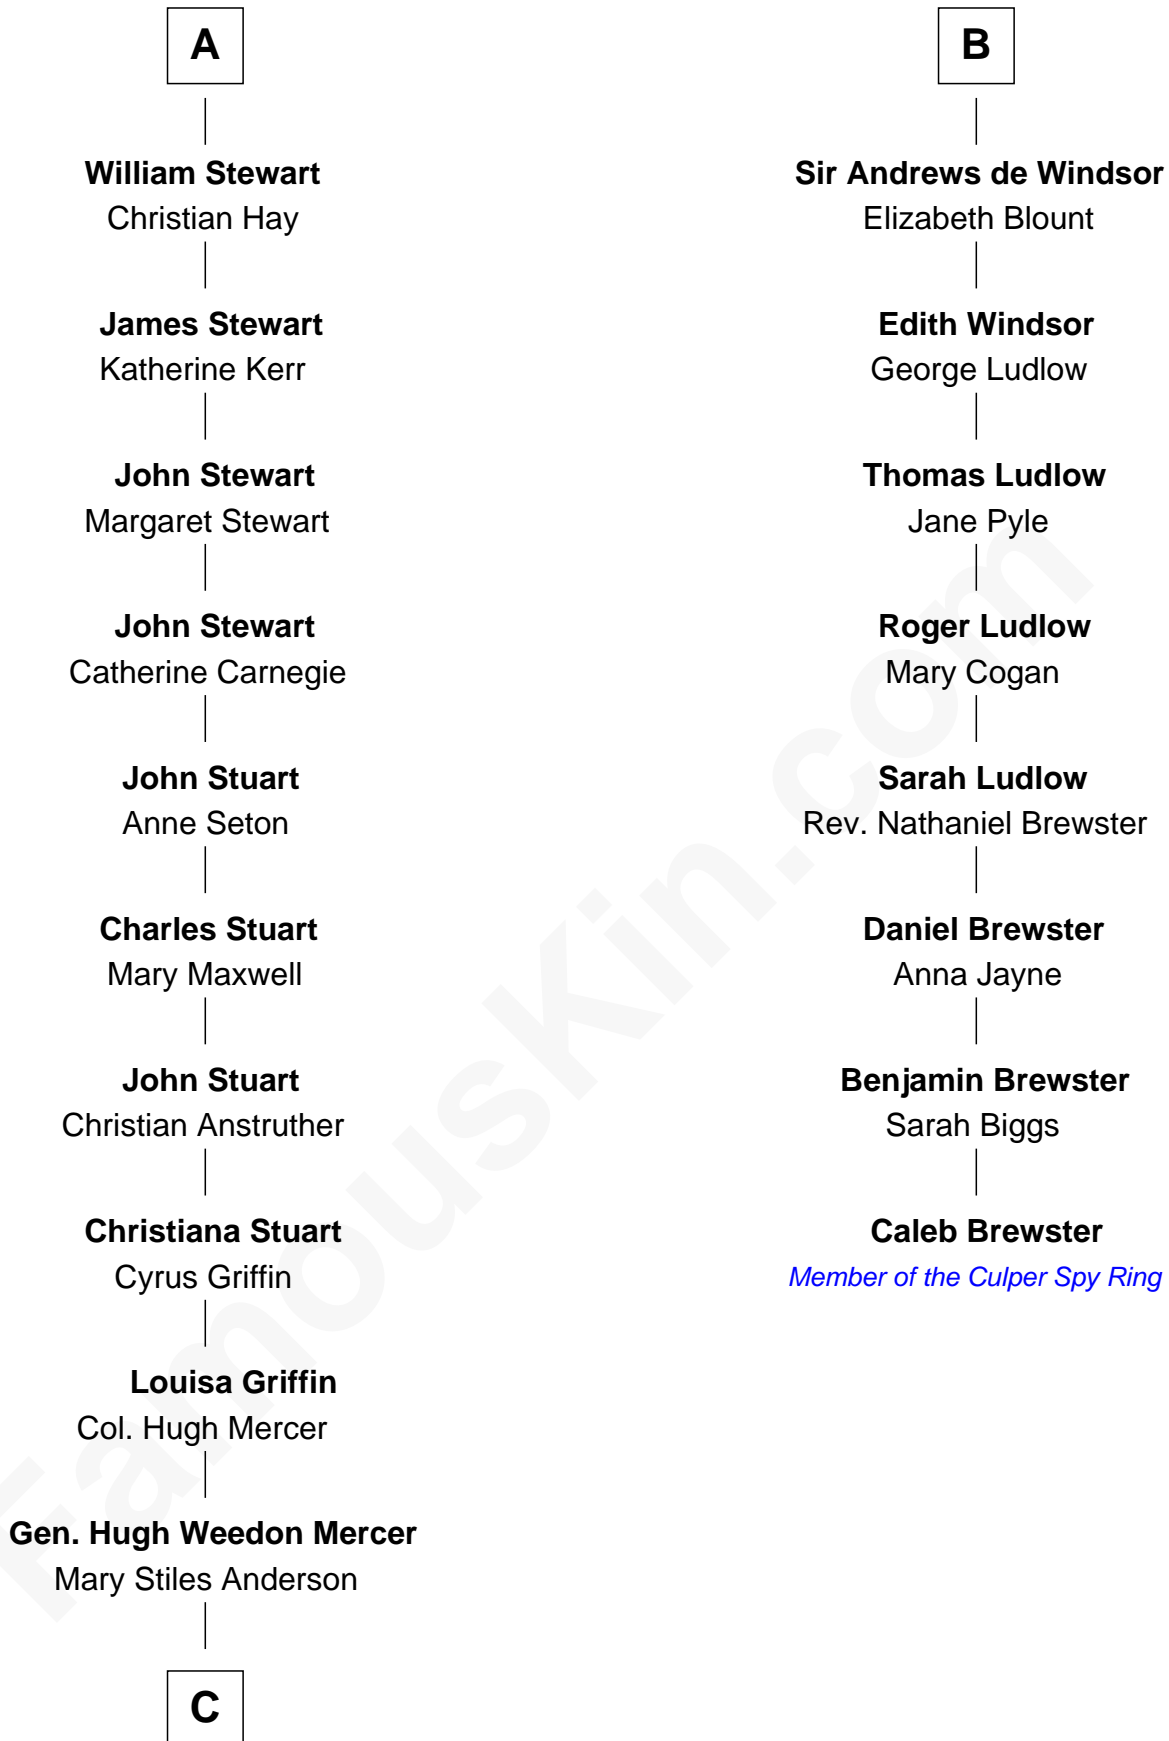 A
William Stewart
Christian Hay
James Stewart
Katherine Kerr
John Stewart
Margaret Stewart
John Stewart
Catherine Carnegie
John Stuart
Anne Seton
Charles Stuart
Mary Maxwell
John Stuart
Christian Anstruther
Christiana Stuart
Cyrus Griffin
Louisa Griffin
Col. Hugh Mercer
Gen. Hugh Weedon Mercer
Mary Stiles Anderson
C
B
Sir Andrews de Windsor
Elizabeth Blount
Edith Windsor
George Ludlow
Thomas Ludlow
Jane Pyle
Roger Ludlow
Mary Cogan
Sarah Ludlow
Rev. Nathaniel Brewster
Daniel Brewster
Anna Jayne
Benjamin Brewster
Sarah Biggs
Caleb Brewster
Member of the Culper Spy Ring
FamousKin.com